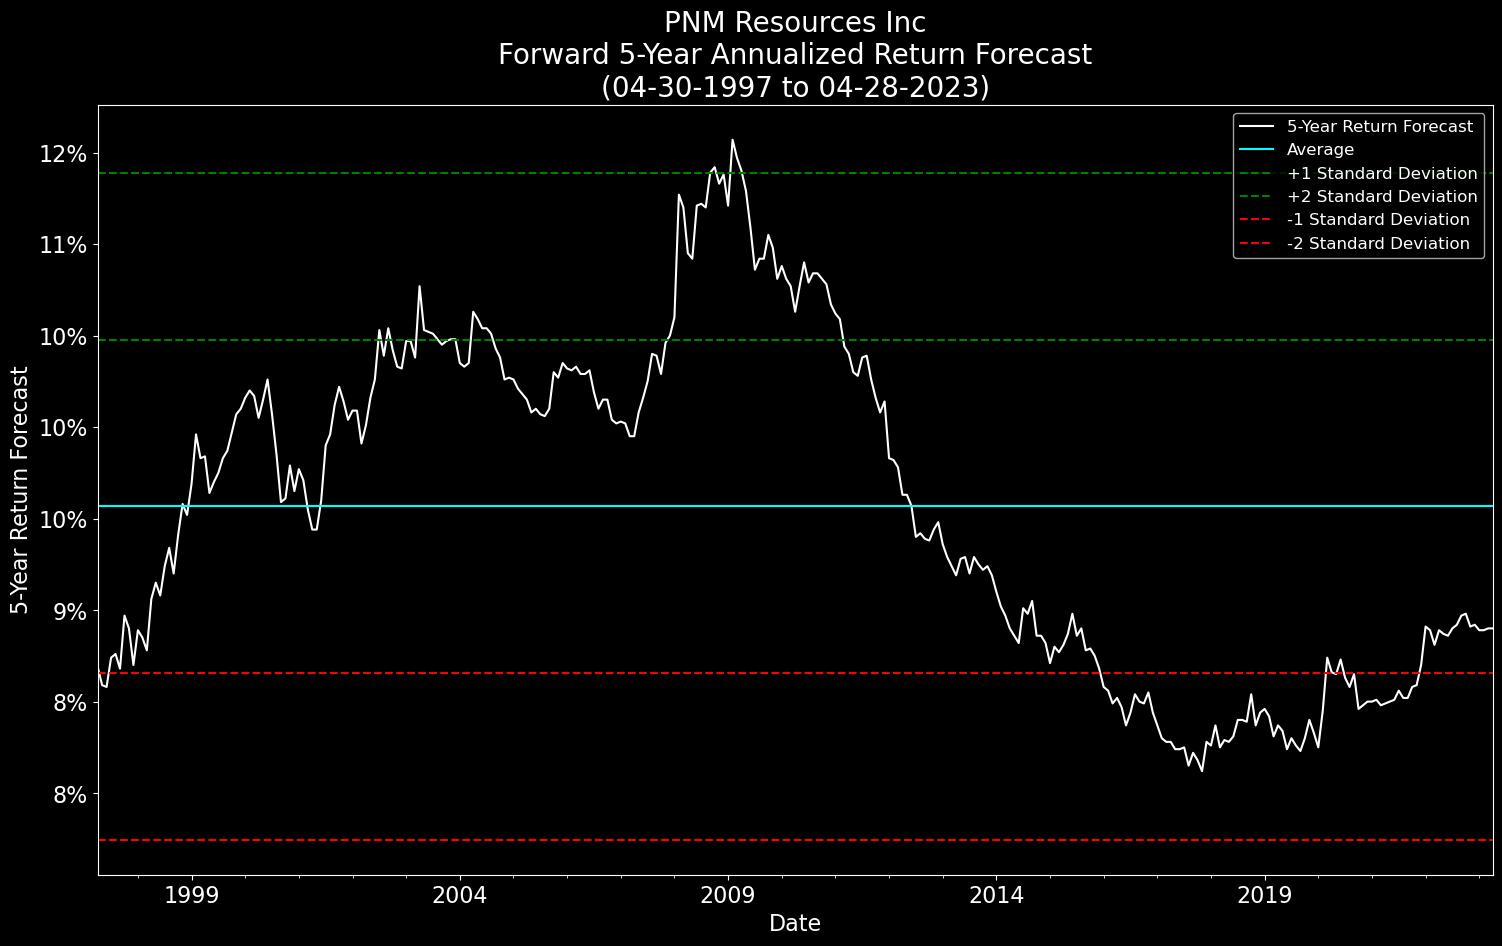 PNM Resources Inc
Forward 5-Year Annualized Return Forecast
(04-30-1997 to 04-28-2023)
5-Year Return Forecast
Average
+1 Standard Deviation
+2 Standard Deviation
-1 Standard Deviation
-2 Standard Deviation
12%
11%
10%
10%
10%
9%
8%
8%
5-Year Return Forecast
1999 2004 2009 2014 2019
Date